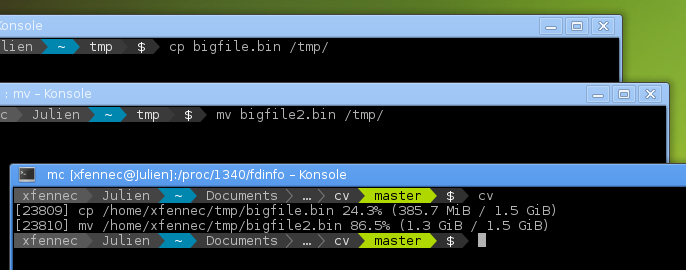 Konsole
lien ~ tmp $ cp bigfile.bin /tmp/
: mv – Konsole
c Julien ~ tmp $ mv bigfile2.bin /tmp/
mc [xfennec@Julien]:/proc/1340/fdinfo – Konsole
xfennec Julien ~ Documents … cv master $ cv
[23809] cp /home/xfennec/tmp/bigfile.bin 24.3% (385.7 MiB / 1.5 GiB)
[23810] mv /home/xfennec/tmp/bigfile2.bin 86.5% (1.3 GiB / 1.5 GiB)
xfennec Julien ~ Documents … cv master $